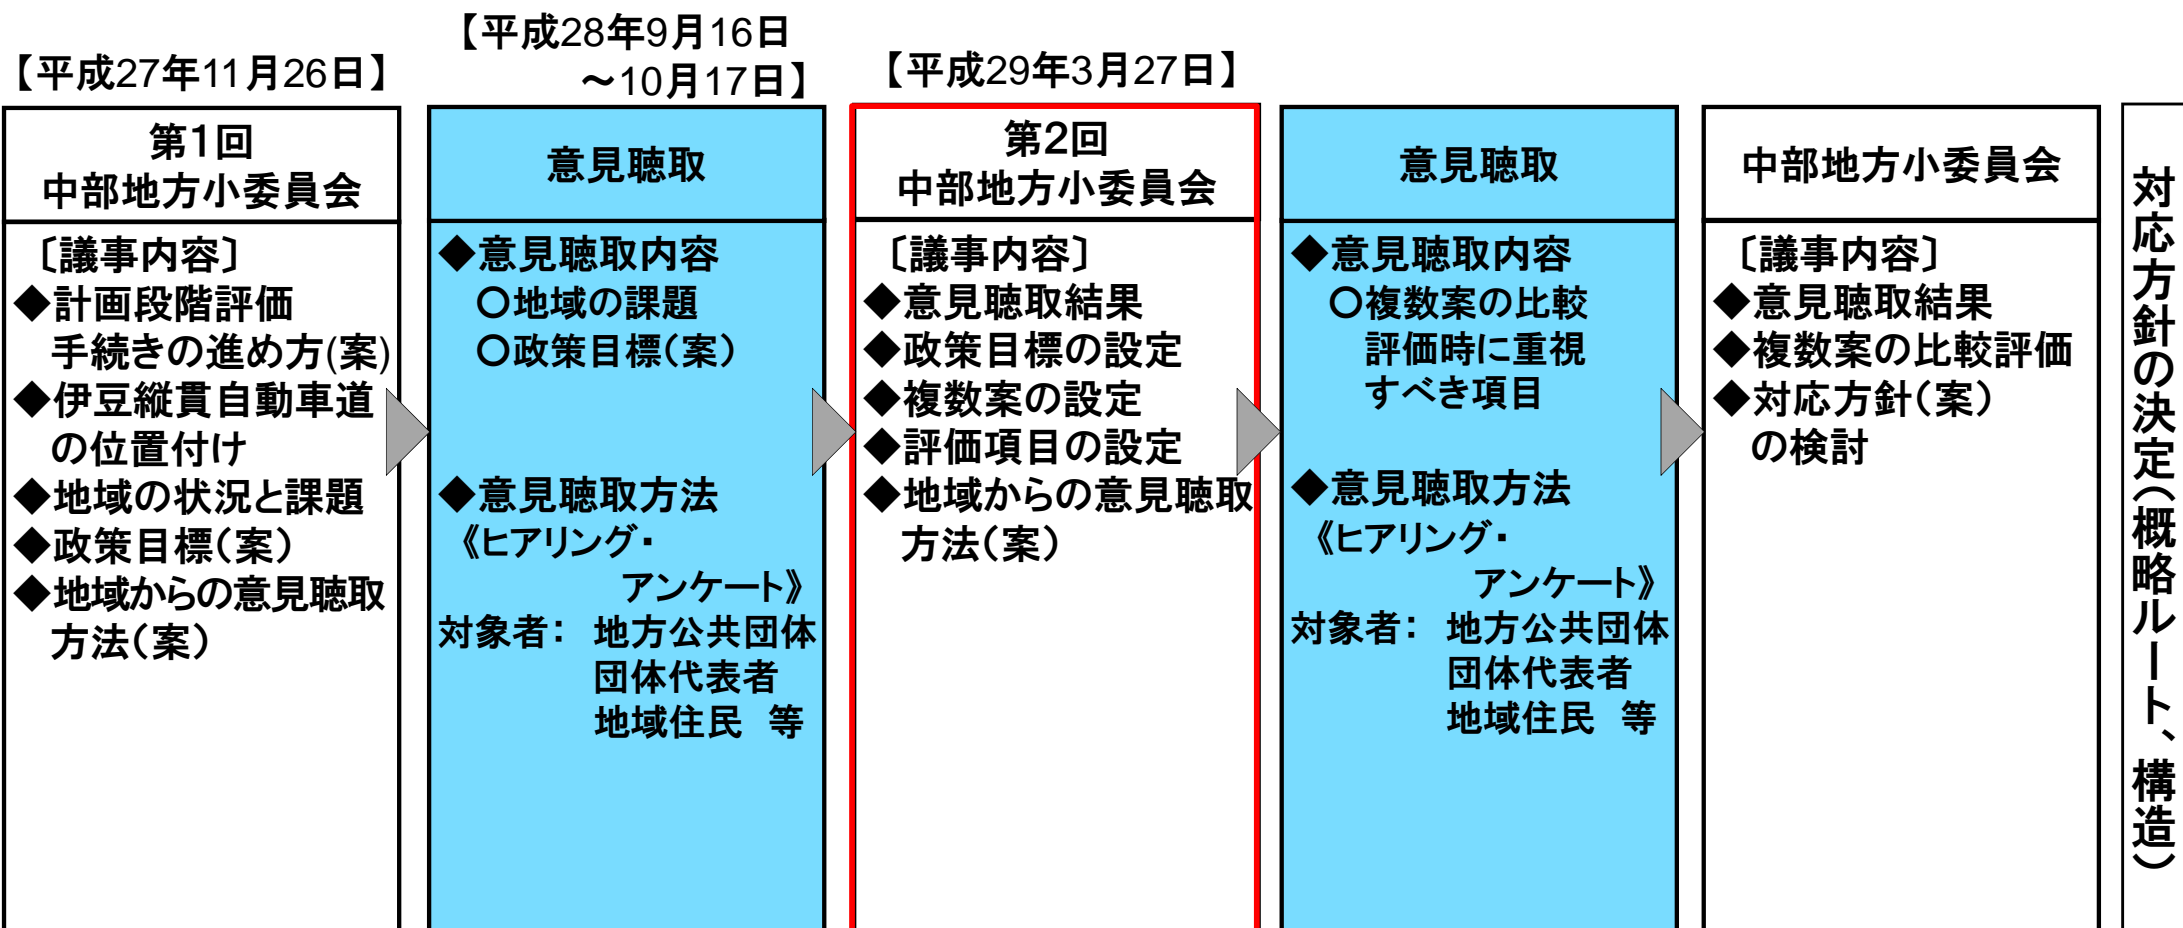 【平成27年11月26日】
第1回
中部地方小委員会
〔議事内容〕
◆計画段階評価
手続きの進め方(案)
◆伊豆縦貫自動車道
の位置付け
◆地域の状況と課題
◆政策目標(案)
◆地域からの意見聴取
方法(案)
【平成28年9月16日
～10月17日】
意見聴取
◆意見聴取内容
〇地域の課題
〇政策目標(案)
◆意見聴取方法
《ヒアリング・
アンケート》
対象者： 地方公共団体
団体代表者
地域住民 等
【平成29年3月27日】
第2回
中部地方小委員会
〔議事内容〕
◆意見聴取結果
◆政策目標の設定
◆複数案の設定
◆評価項目の設定
◆地域からの意見聴取
方法(案)
意見聴取
◆意見聴取内容
〇複数案の比較
評価時に重視
すべき項目
◆意見聴取方法
《ヒアリング・
アンケート》
対象者： 地方公共団体
団体代表者
地域住民 等
中部地方小委員会
〔議事内容〕
◆意見聴取結果
◆複数案の比較評価
◆対応方針(案)
の検討
対応方針の決定(概略ルート、構造)